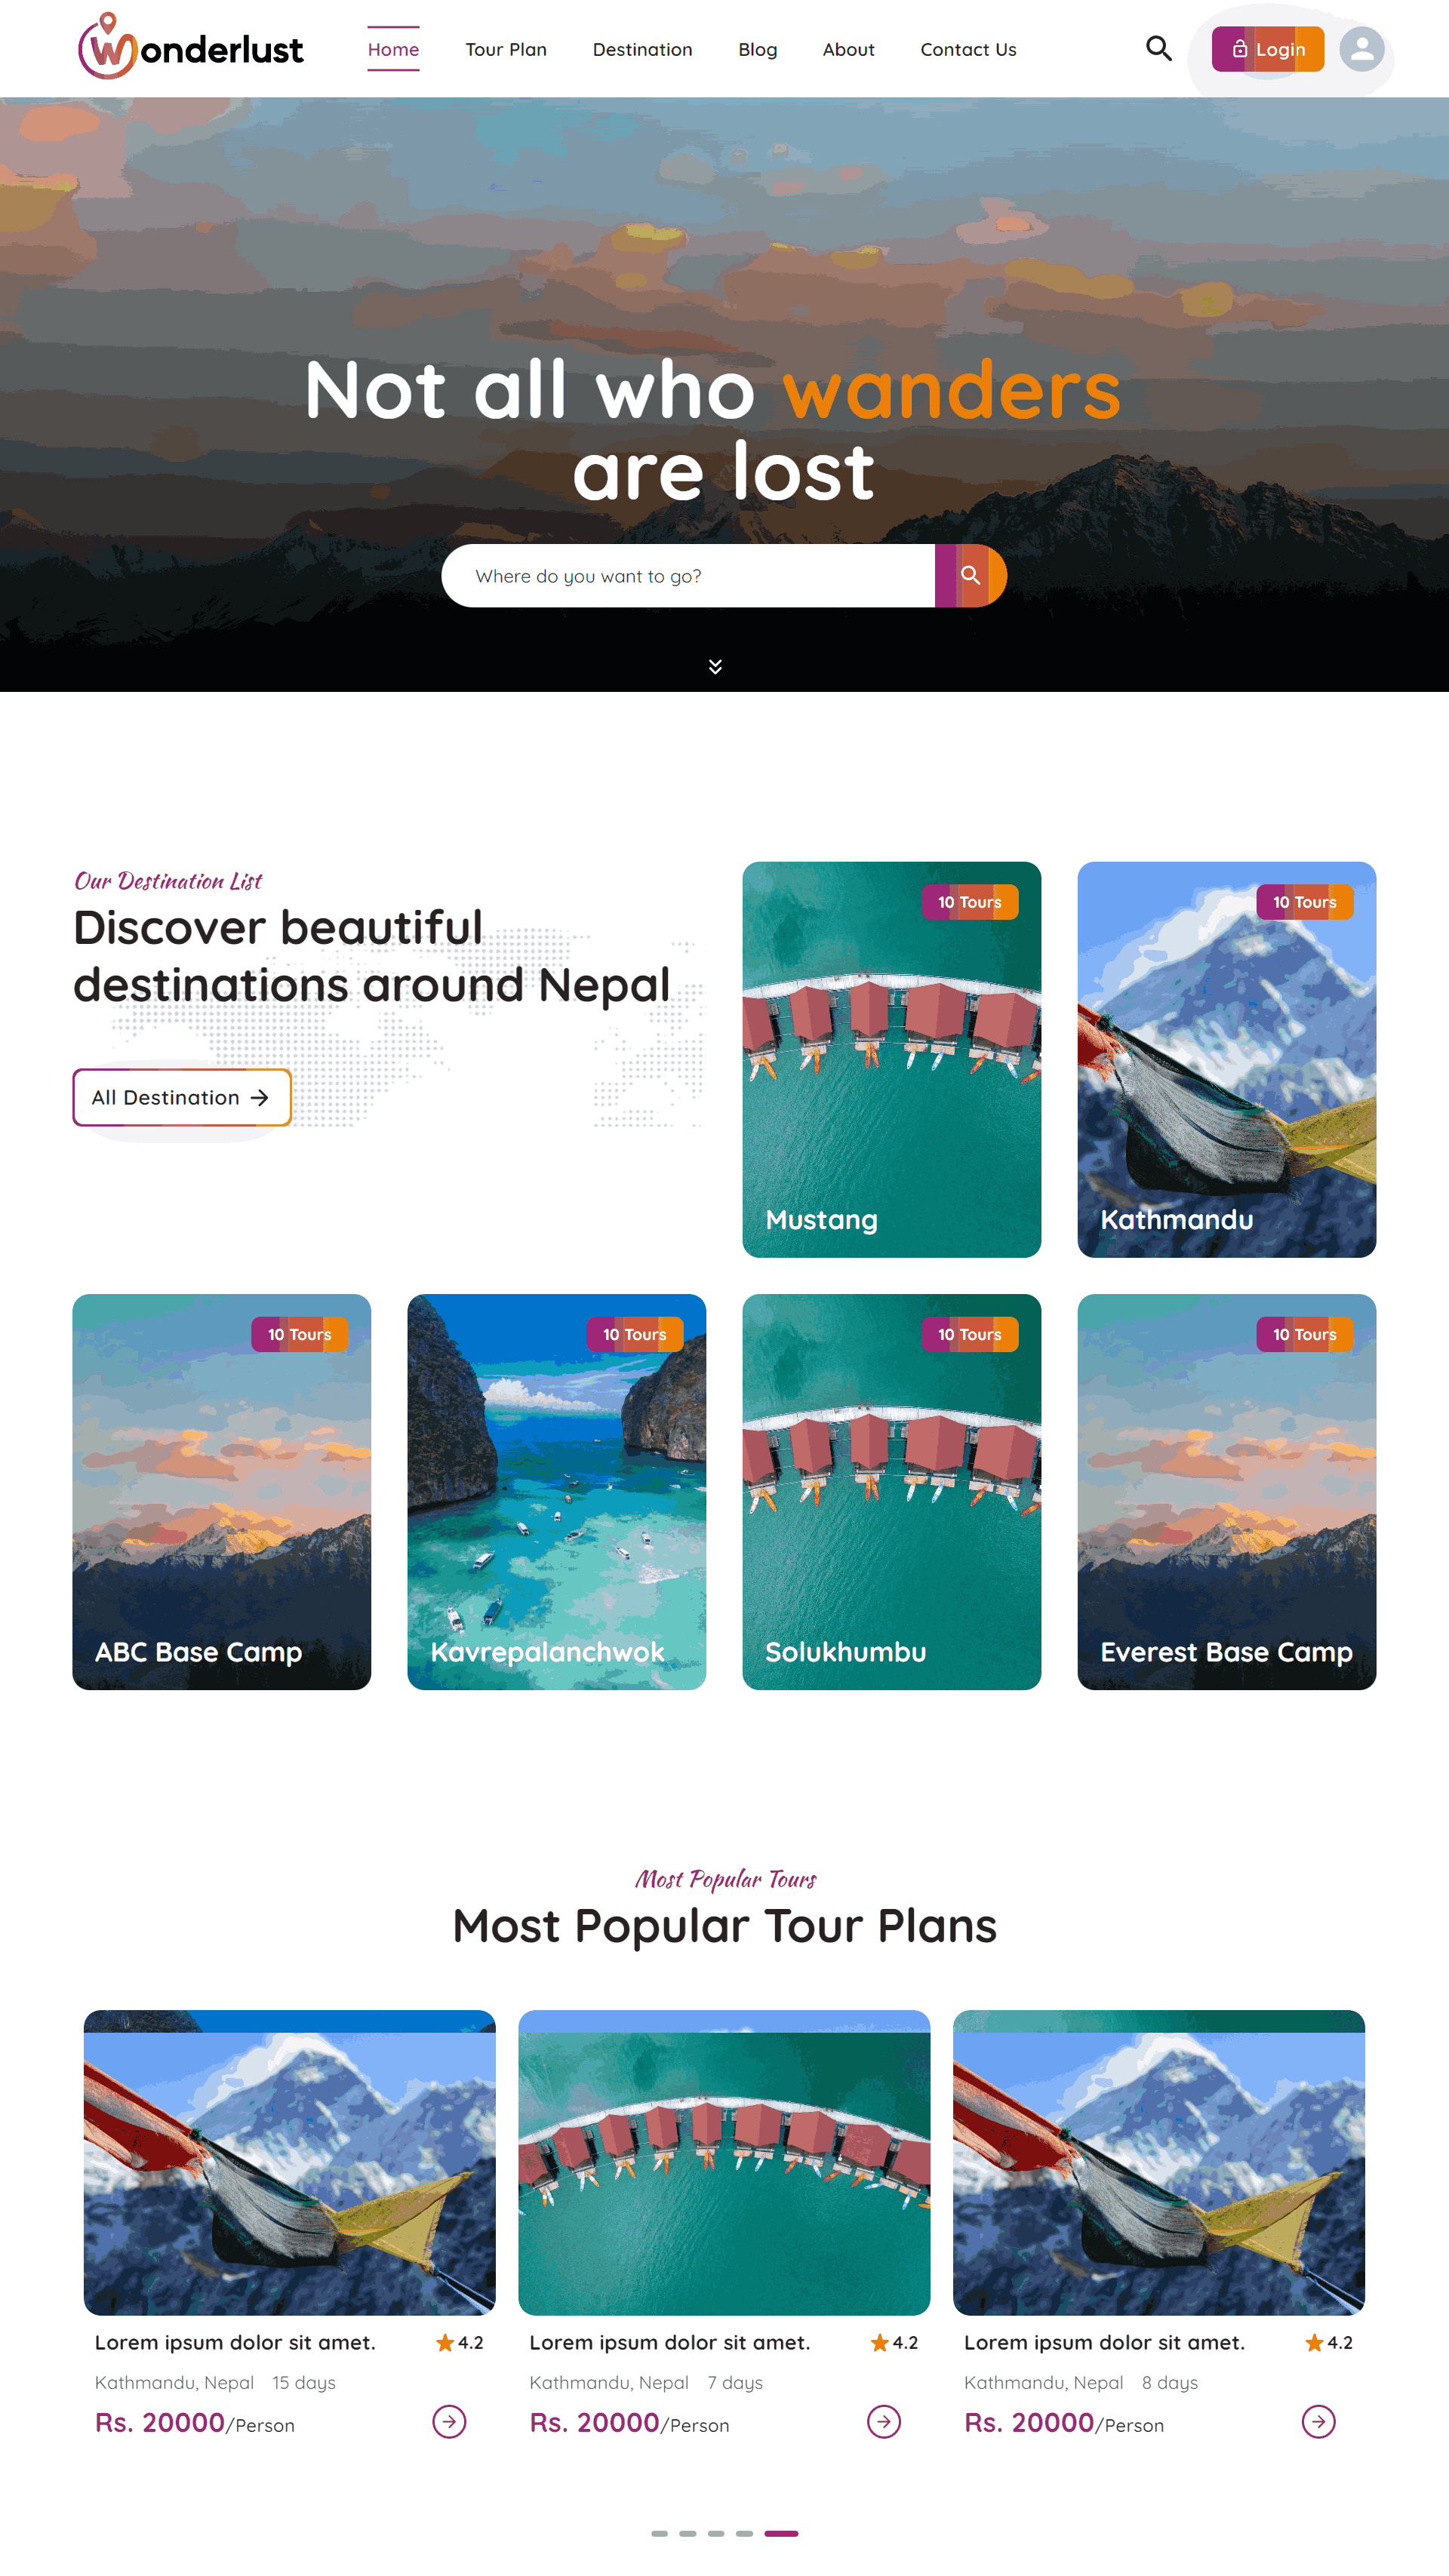 Wonderlust
Home
Tour Plan
Destination
Blog
About
Contact Us
Login
Not all who wanders
are lost
Where do you want to go?
Our Destination List
Discover beautiful
destinations around Nepal
All Destination
10 Tours
Mustang
10 Tours
Kathmandu
10 Tours
ABC Base Camp
10 Tours
Kavrepalanchwok
10 Tours
Solukhumbu
10 Tours
Everest Base Camp
Most Popular Tours
Most Popular Tour Plans
Lorem ipsum dolor sit amet. 4.2
Kathmandu, Nepal 15 days
Rs. 20000/Person
Lorem ipsum dolor sit amet. 4.2
Kathmandu, Nepal 7 days
Rs. 20000/Person
Lorem ipsum dolor sit amet. 4.2
Kathmandu, Nepal 8 days
Rs. 20000/Person